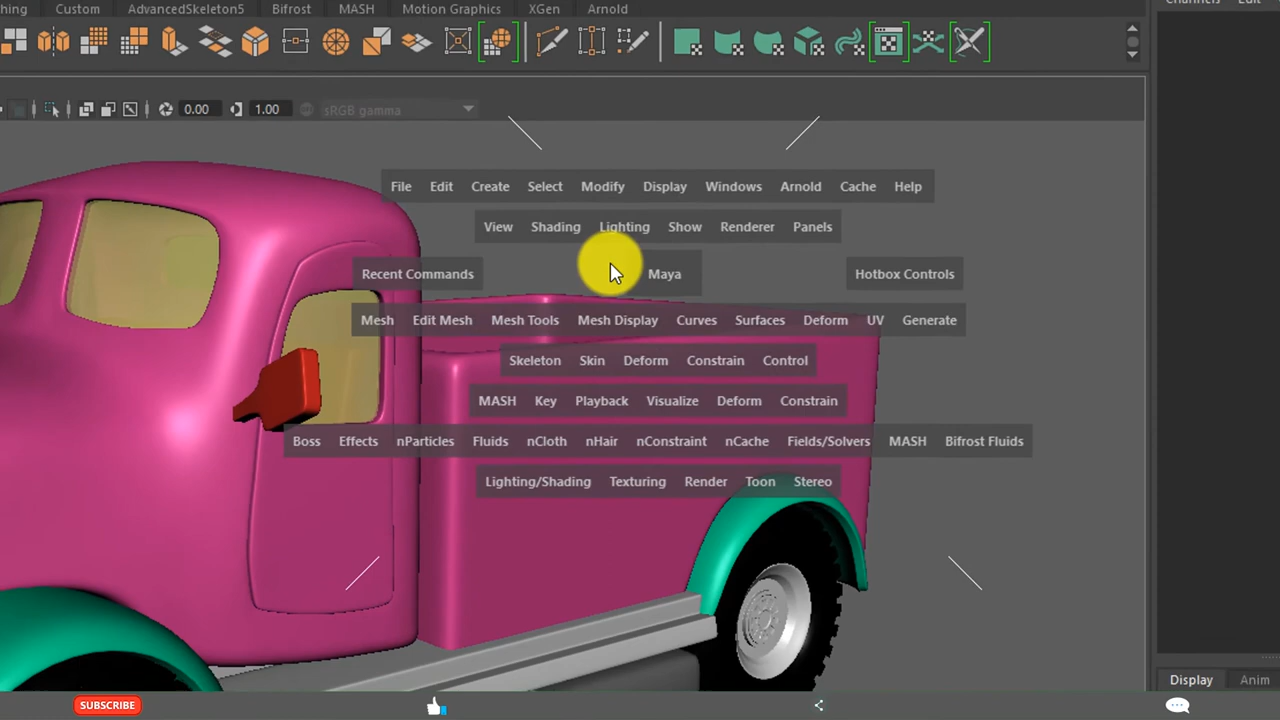 hing Custom AdvancedSkeleton5 Bifrost MASH Motion Graphics XGen Arnold
Channels Edit
0.00 1.00 sRGB gamma
File Edit Create Select Modify Display Windows Arnold Cache Help
View Shading Lighting Show Renderer Panels
Recent Commands Maya Hotbox Controls
Mesh Edit Mesh Mesh Tools Mesh Display Curves Surfaces Deform UV Generate
Skeleton Skin Deform Constrain Control
MASH Key Playback Visualize Deform Constrain
Boss Effects nParticles Fluids nCloth nHair nConstraint nCache Fields/Solvers MASH Bifrost Fluids
Lighting/Shading Texturing Render Toon Stereo
Display Anim
SUBSCRIBE